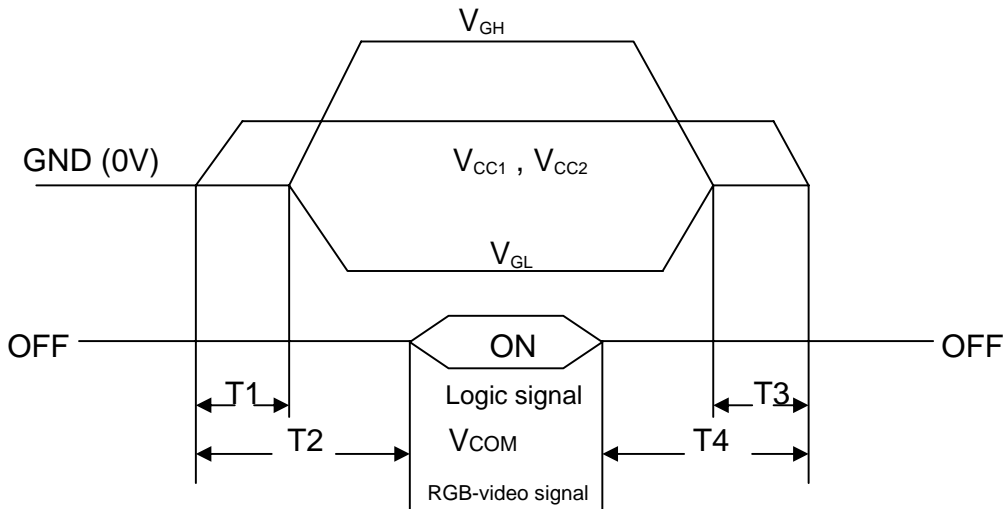 VGH
GND (0V)
VCC1 , VCC2
VGL
OFF
ON
OFF
Logic signal
T1
T3
T2
VCOM
T4
RGB-video signal